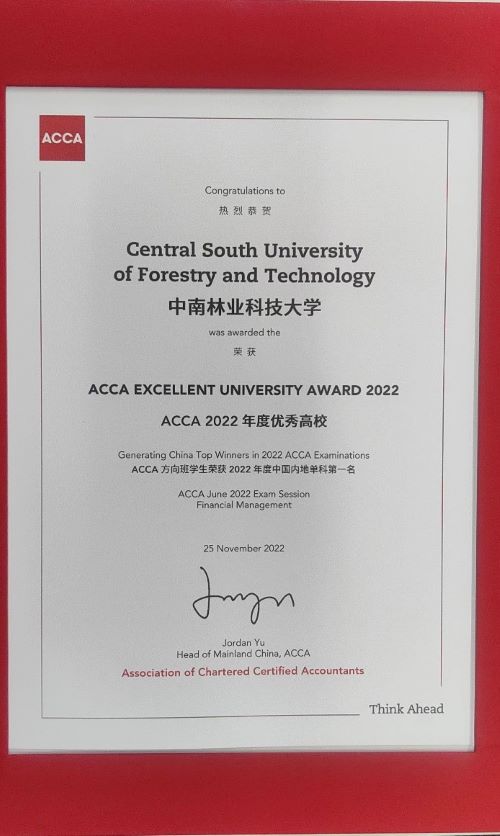 ACCA
Congratulations to
热烈恭贺
Central South University
of Forestry and Technology
中南林业科技大学
was awarded the
荣获
ACCA EXCELLENT UNIVERSITY AWARD 2022
ACCA 2022 年度优秀高校
Generating China Top Winners in 2022 ACCA Examinations
ACCA 方向班学生荣获 2022 年度中国内地单科第一名
ACCA June 2022 Exam Session
Financial Management
25 November 2022
Jordan Yu
Head of Mainland China, ACCA
Association of Chartered Certified Accountants
Think Ahead